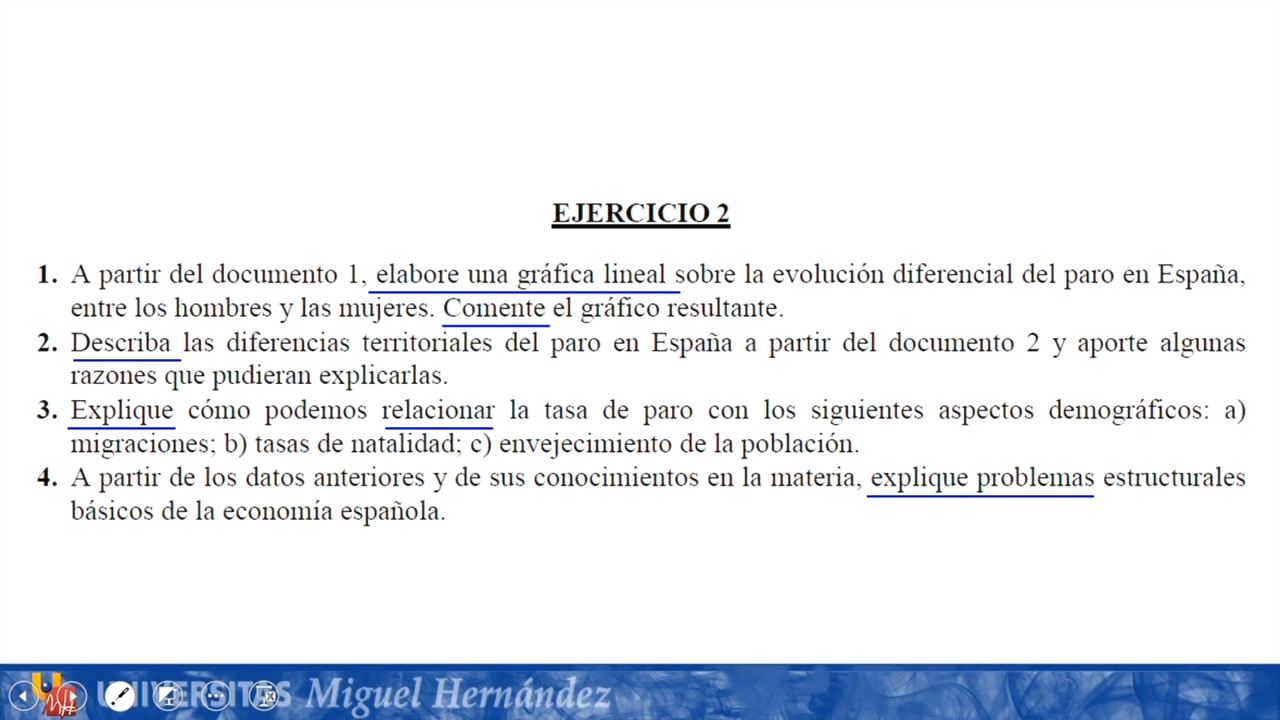 EJERCICIO 2
1. A partir del documento 1, elabore una gráfica lineal sobre la evolución diferencial del paro en España,
entre los hombres y las mujeres. Comente el gráfico resultante.
2. Describa las diferencias territoriales del paro en España a partir del documento 2 y aporte algunas
razones que pudieran explicarlas.
3. Explique cómo podemos relacionar la tasa de paro con los siguientes aspectos demográficos: a)
migraciones; b) tasas de natalidad; c) envejecimiento de la población.
4. A partir de los datos anteriores y de sus conocimientos en la materia, explique problemas estructurales
básicos de la economía española.
UNIVERSITAS Miguel Hernández